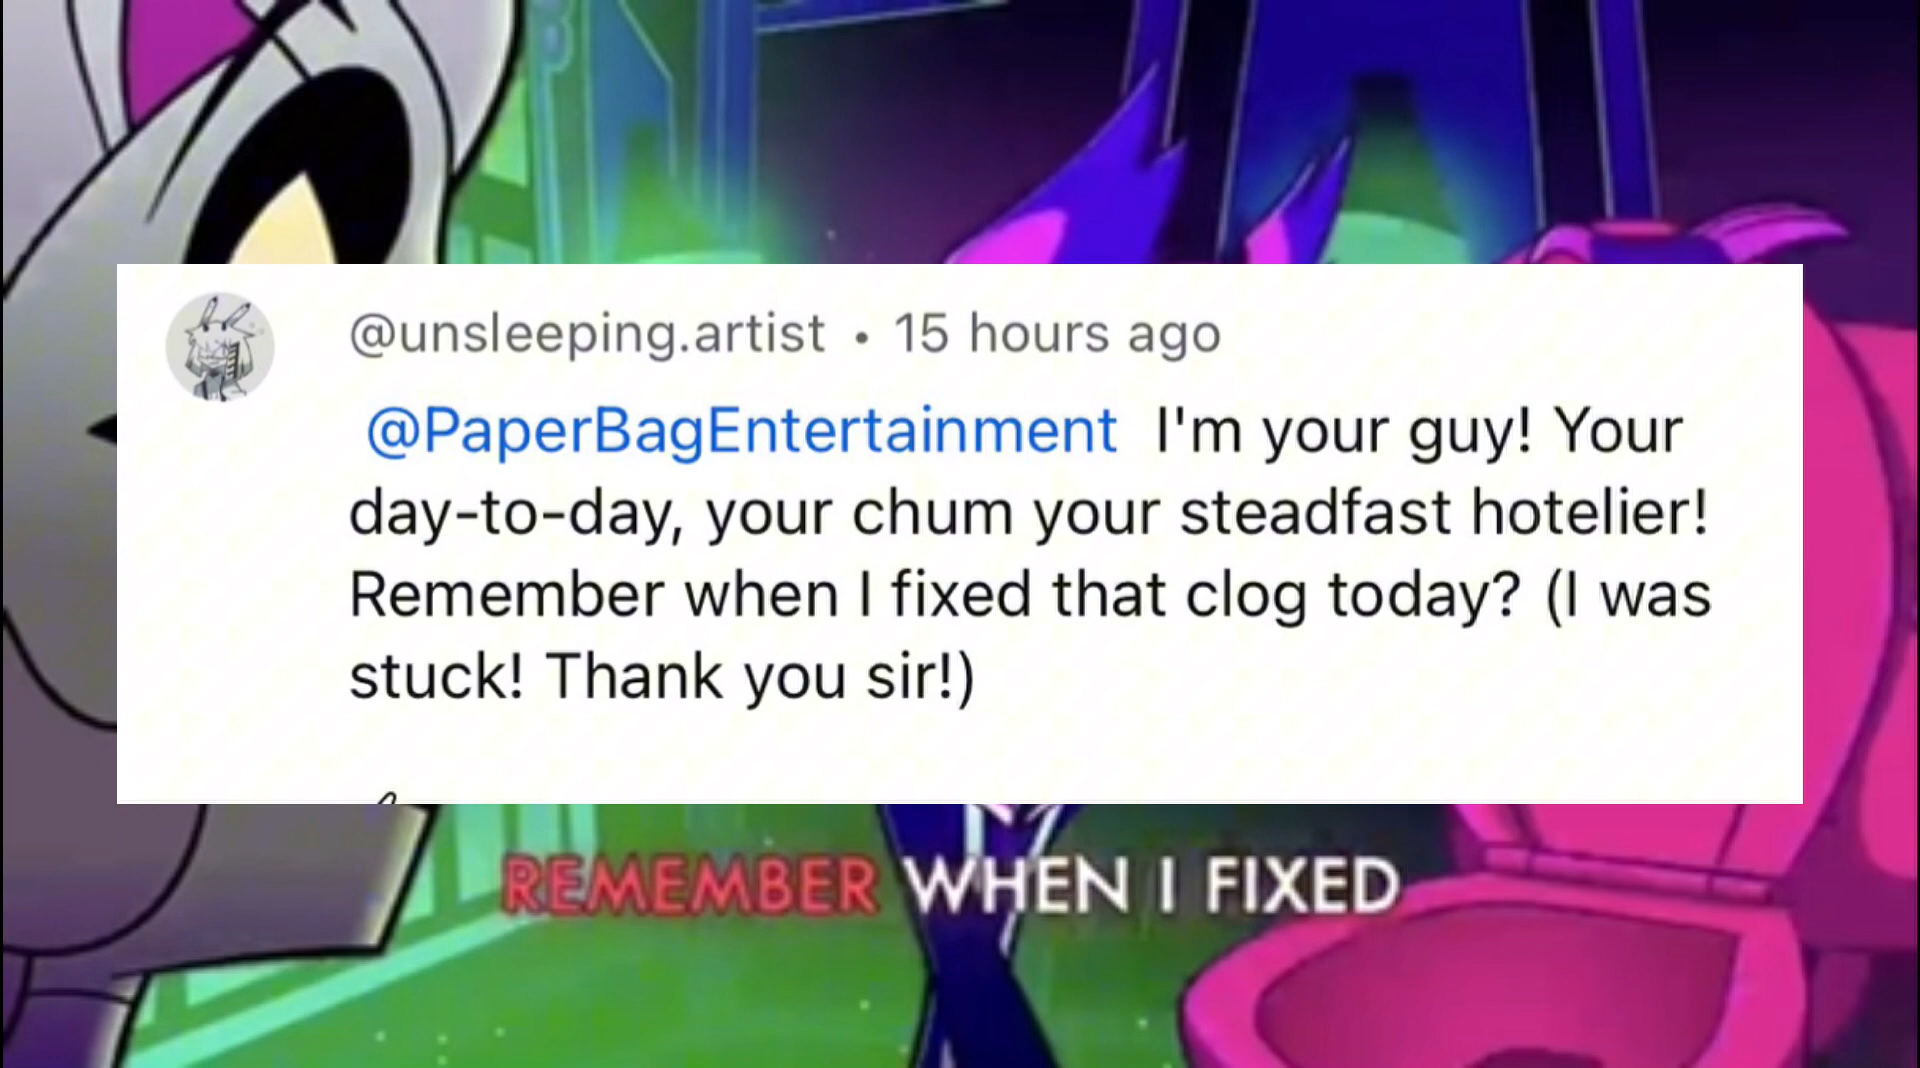 @unsleeping.artist • 15 hours ago
@PaperBagEntertainment I'm your guy! Your
day-to-day, your chum your steadfast hotelier!
Remember when I fixed that clog today? (I was
stuck! Thank you sir!)
REMEMBER WHEN I FIXED